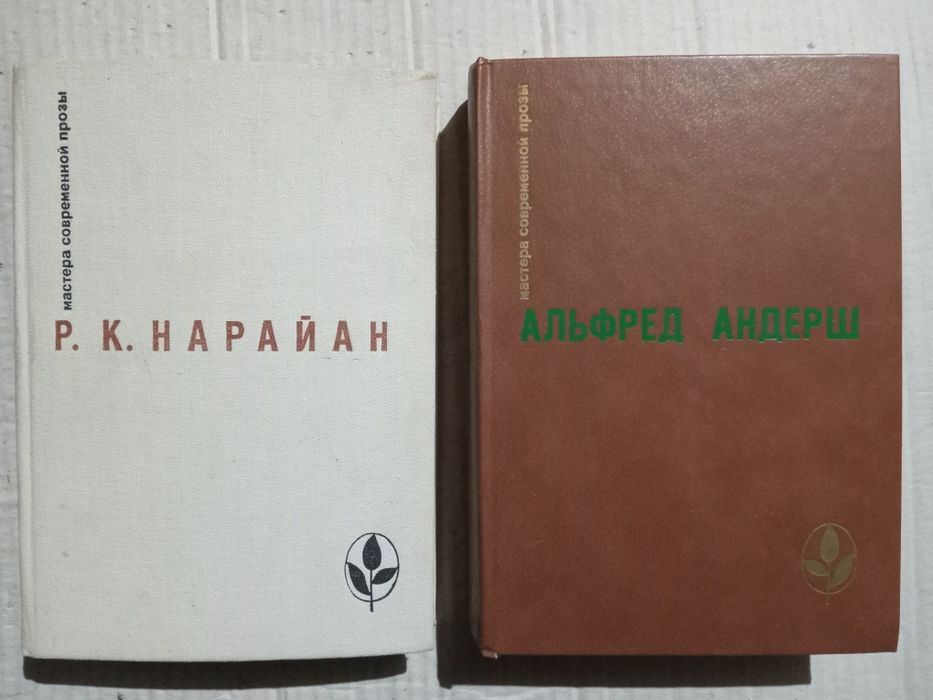 мастера современной прозы
Р. К. НАРАЙАН
мастера современной прозы
АЛЬФРЕД АНДЕРШ